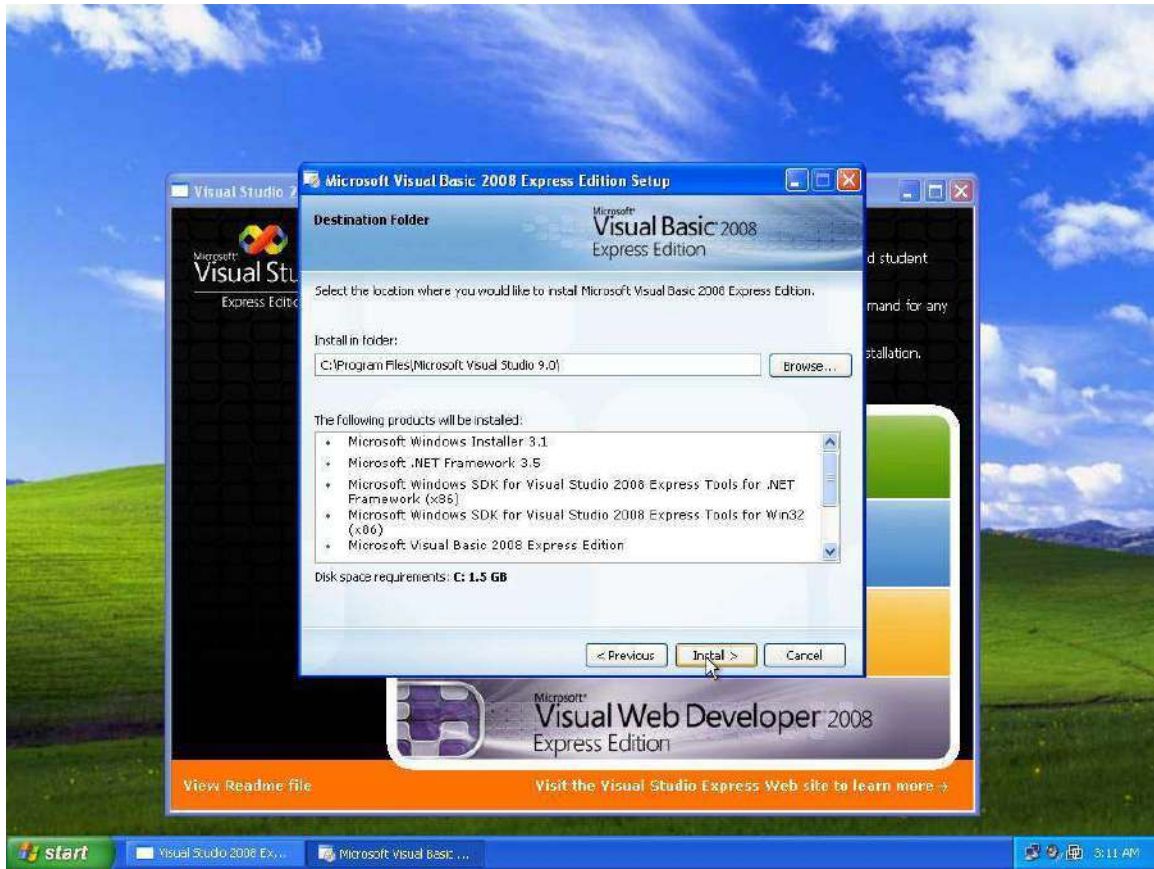 Visual Studio 2
Microsoft Visual Basic 2008 Express Edition Setup
Destination Folder
Microsoft
Visual Basic 2008
Express Edition
Microsoft
Visual Stu
Express Editio
d student
mand for any
stallation.
Select the location where you would like to install Microsoft Visual Basic 2008 Express Edition.
Install in folder:
C:\Program Files\Microsoft Visual Studio 9.0\
Browse...
The following products will be installed:
• Microsoft Windows Installer 3.1
• Microsoft .NET Framework 3.5
• Microsoft Windows SDK for Visual Studio 2008 Express Tools for .NET
Framework (x86)
• Microsoft Windows SDK for Visual Studio 2008 Express Tools for Win32
(x86)
• Microsoft Visual Basic 2008 Express Edition
Disk space requirements: C: 1.5 GB
< Previous
Install >
Cancel
Microsoft
Visual Web Developer 2008
Express Edition
View Readme file
Visit the Visual Studio Express Web site to learn more →
start
Visual Studio 2008 Ex...
Microsoft Visual Basic ...
3:11 AM